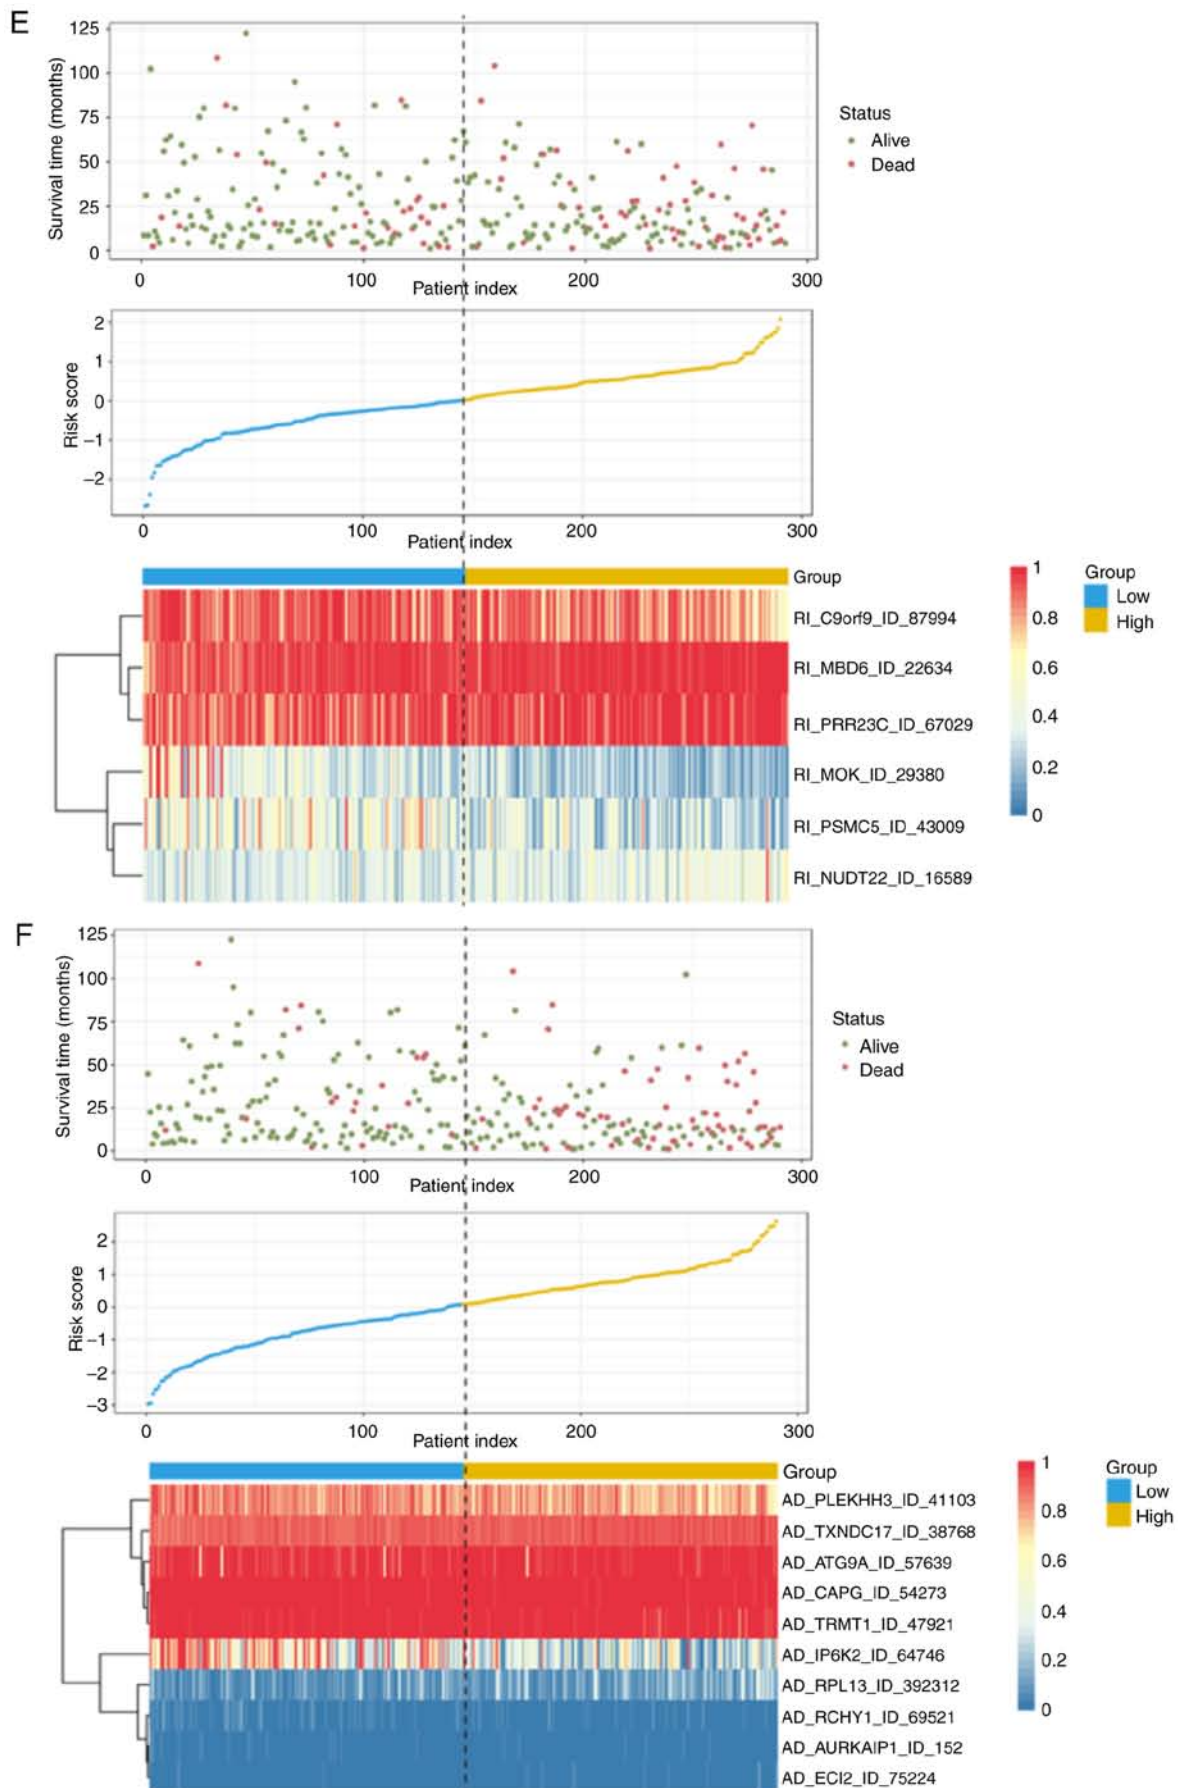 E
Survival time (months)
125
100
75
50
25
0
0 100 200 300
Patient index
Status
Alive
Dead
Risk score
2
1
0
−1
−2
0 100 200 300
Patient index
Group
RI_C9orf9_ID_87994
RI_MBD6_ID_22634
RI_PRR23C_ID_67029
RI_MOK_ID_29380
RI_PSMC5_ID_43009
RI_NUDT22_ID_16589
1
0.8
0.6
0.4
0.2
0
Group
Low
High
F
Survival time (months)
125
100
75
50
25
0
0 100 200 300
Patient index
Status
Alive
Dead
Risk score
2
1
0
−1
−2
−3
0 100 200 300
Patient index
Group
AD_PLEKHH3_ID_41103
AD_TXNDC17_ID_38768
AD_ATG9A_ID_57639
AD_CAPG_ID_54273
AD_TRMT1_ID_47921
AD_IP6K2_ID_64746
AD_RPL13_ID_392312
AD_RCHY1_ID_69521
AD_AURKAIP1_ID_152
AD_ECI2_ID_75224
1
0.8
0.6
0.4
0.2
0
Group
Low
High